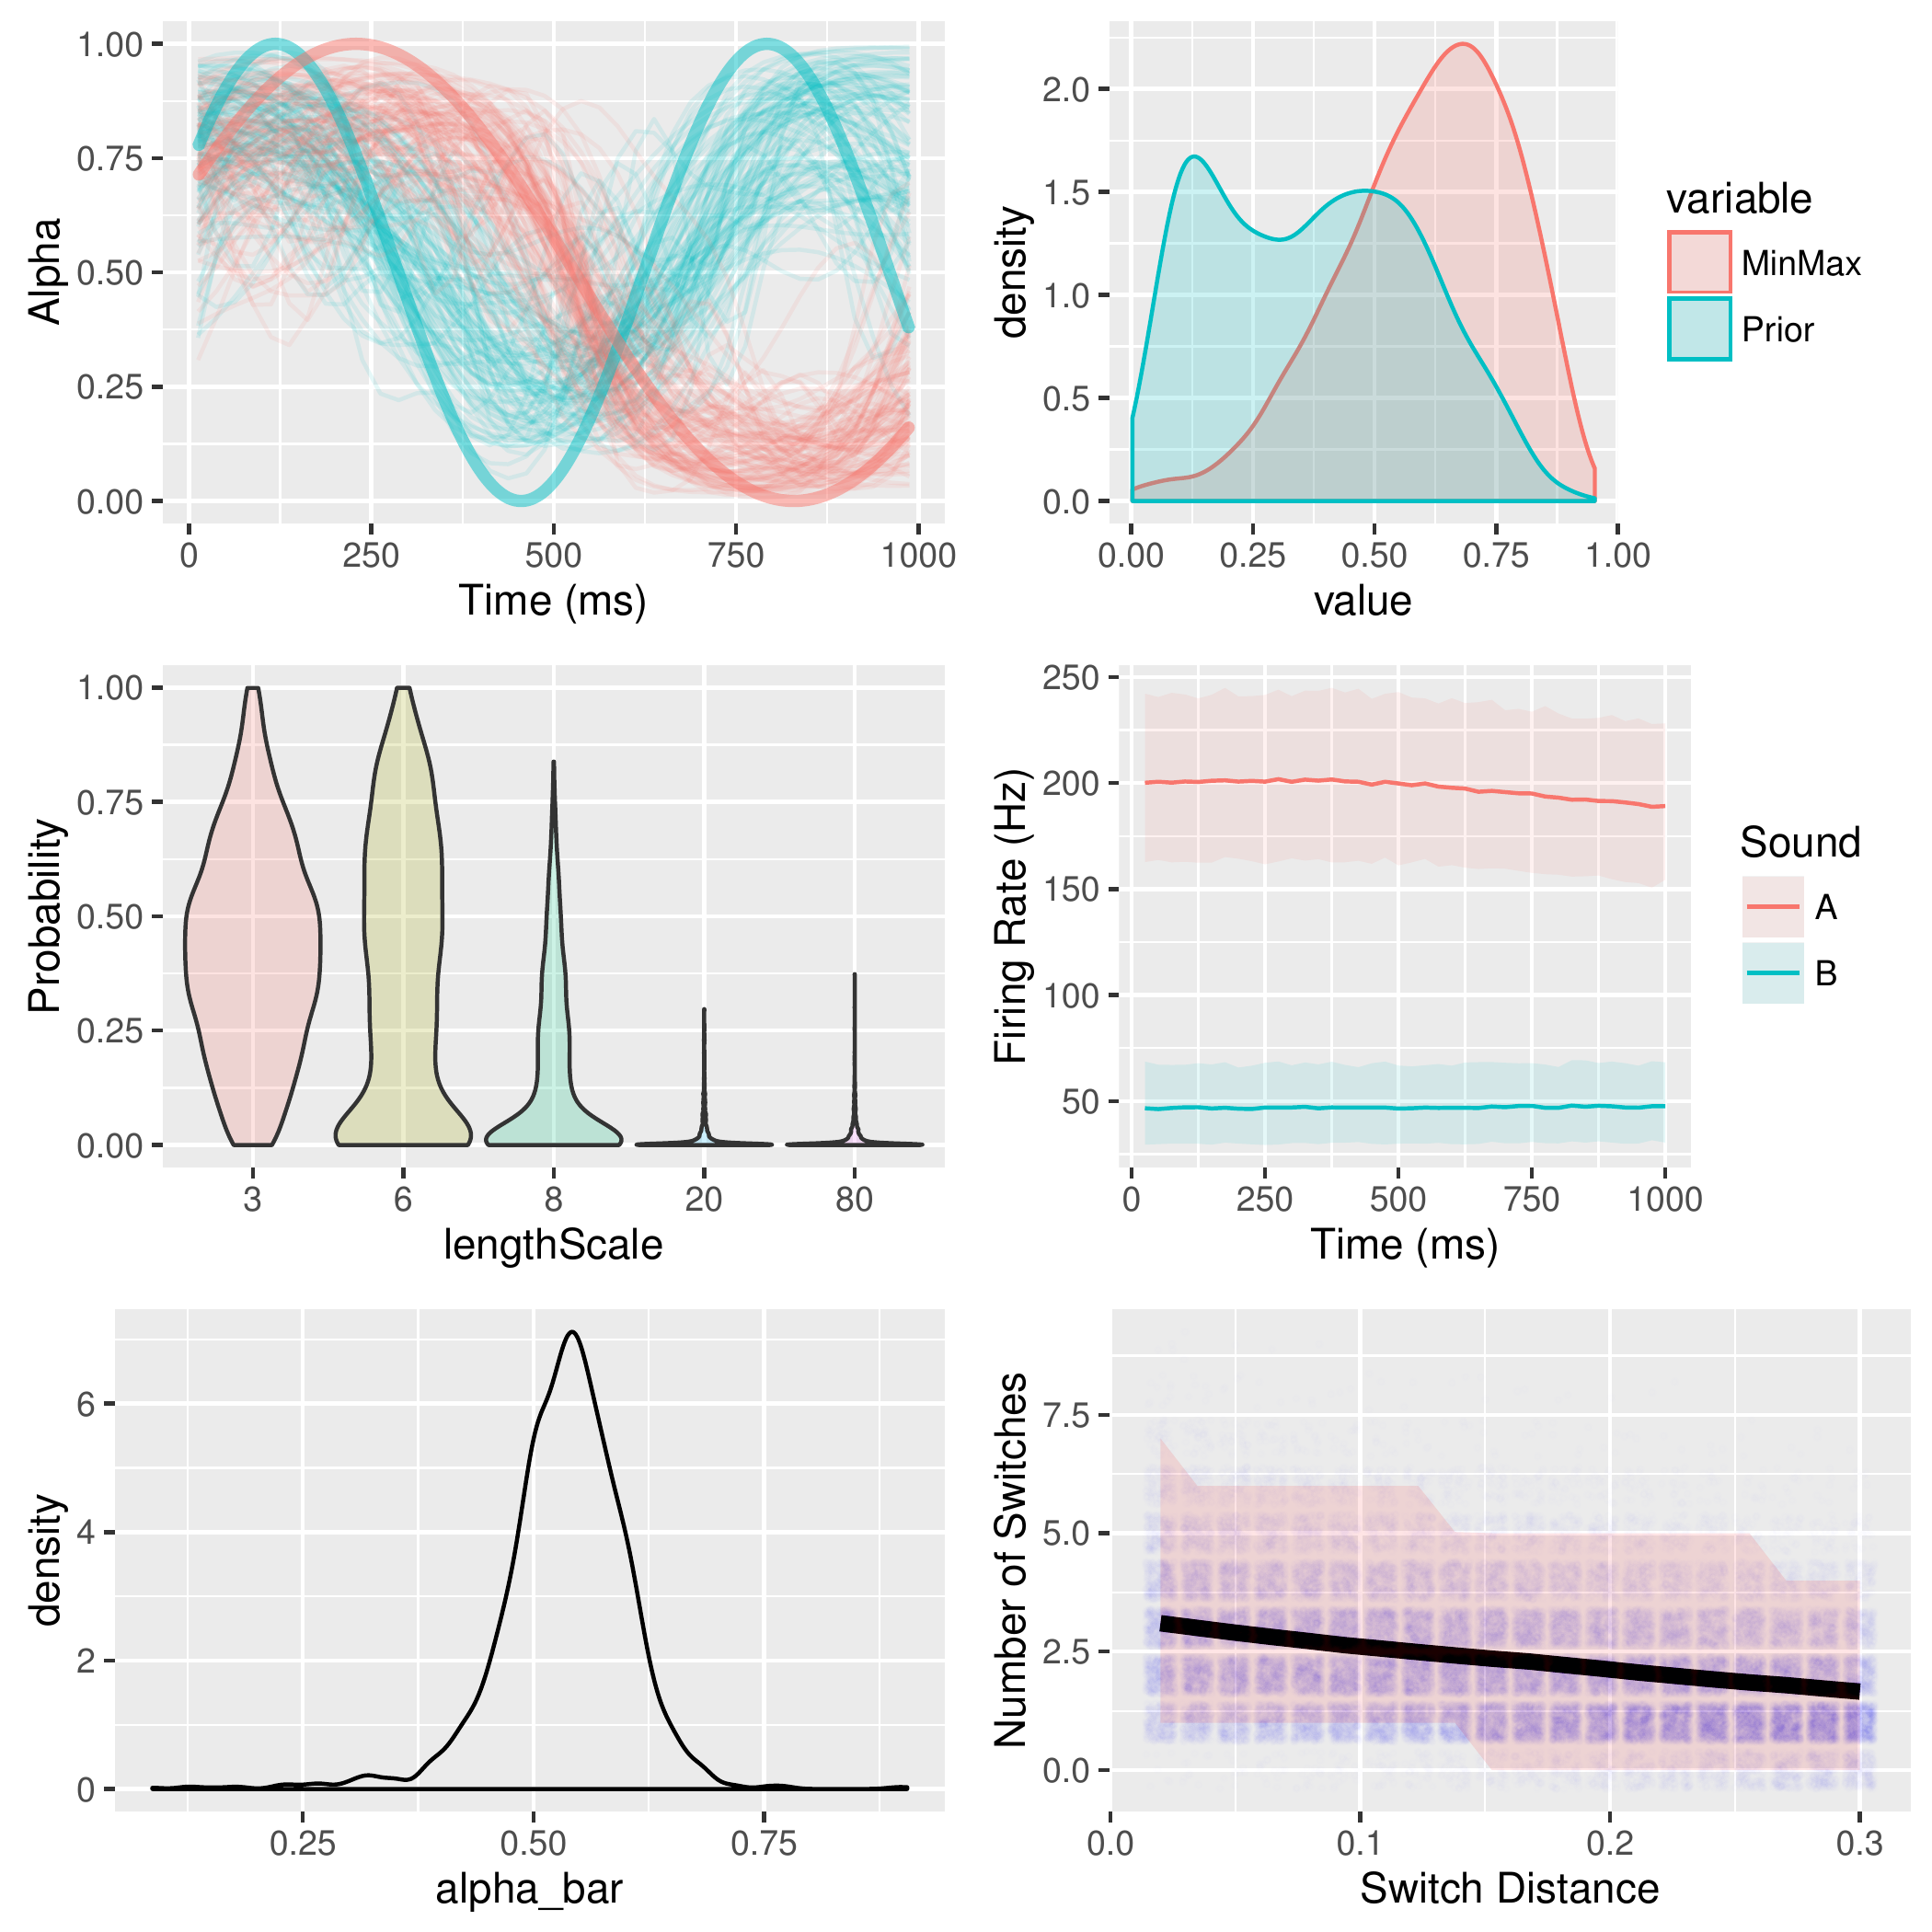 1.00
0.75
0.50
0.25
0.00
Alpha
0 250 500 750 1000
Time (ms)
2.0
1.5
1.0
0.5
0.0
density
0.00 0.25 0.50 0.75 1.00
value
variable
MinMax
Prior
1.00
0.75
0.50
0.25
0.00
Probability
3 6 8 20 80
lengthScale
250
200
150
100
50
Firing Rate (Hz)
0 250 500 750 1000
Time (ms)
Sound
A
B
6
4
2
0
density
0.25 0.50 0.75
alpha_bar
7.5
5.0
2.5
0.0
Number of Switches
0.0 0.1 0.2 0.3
Switch Distance